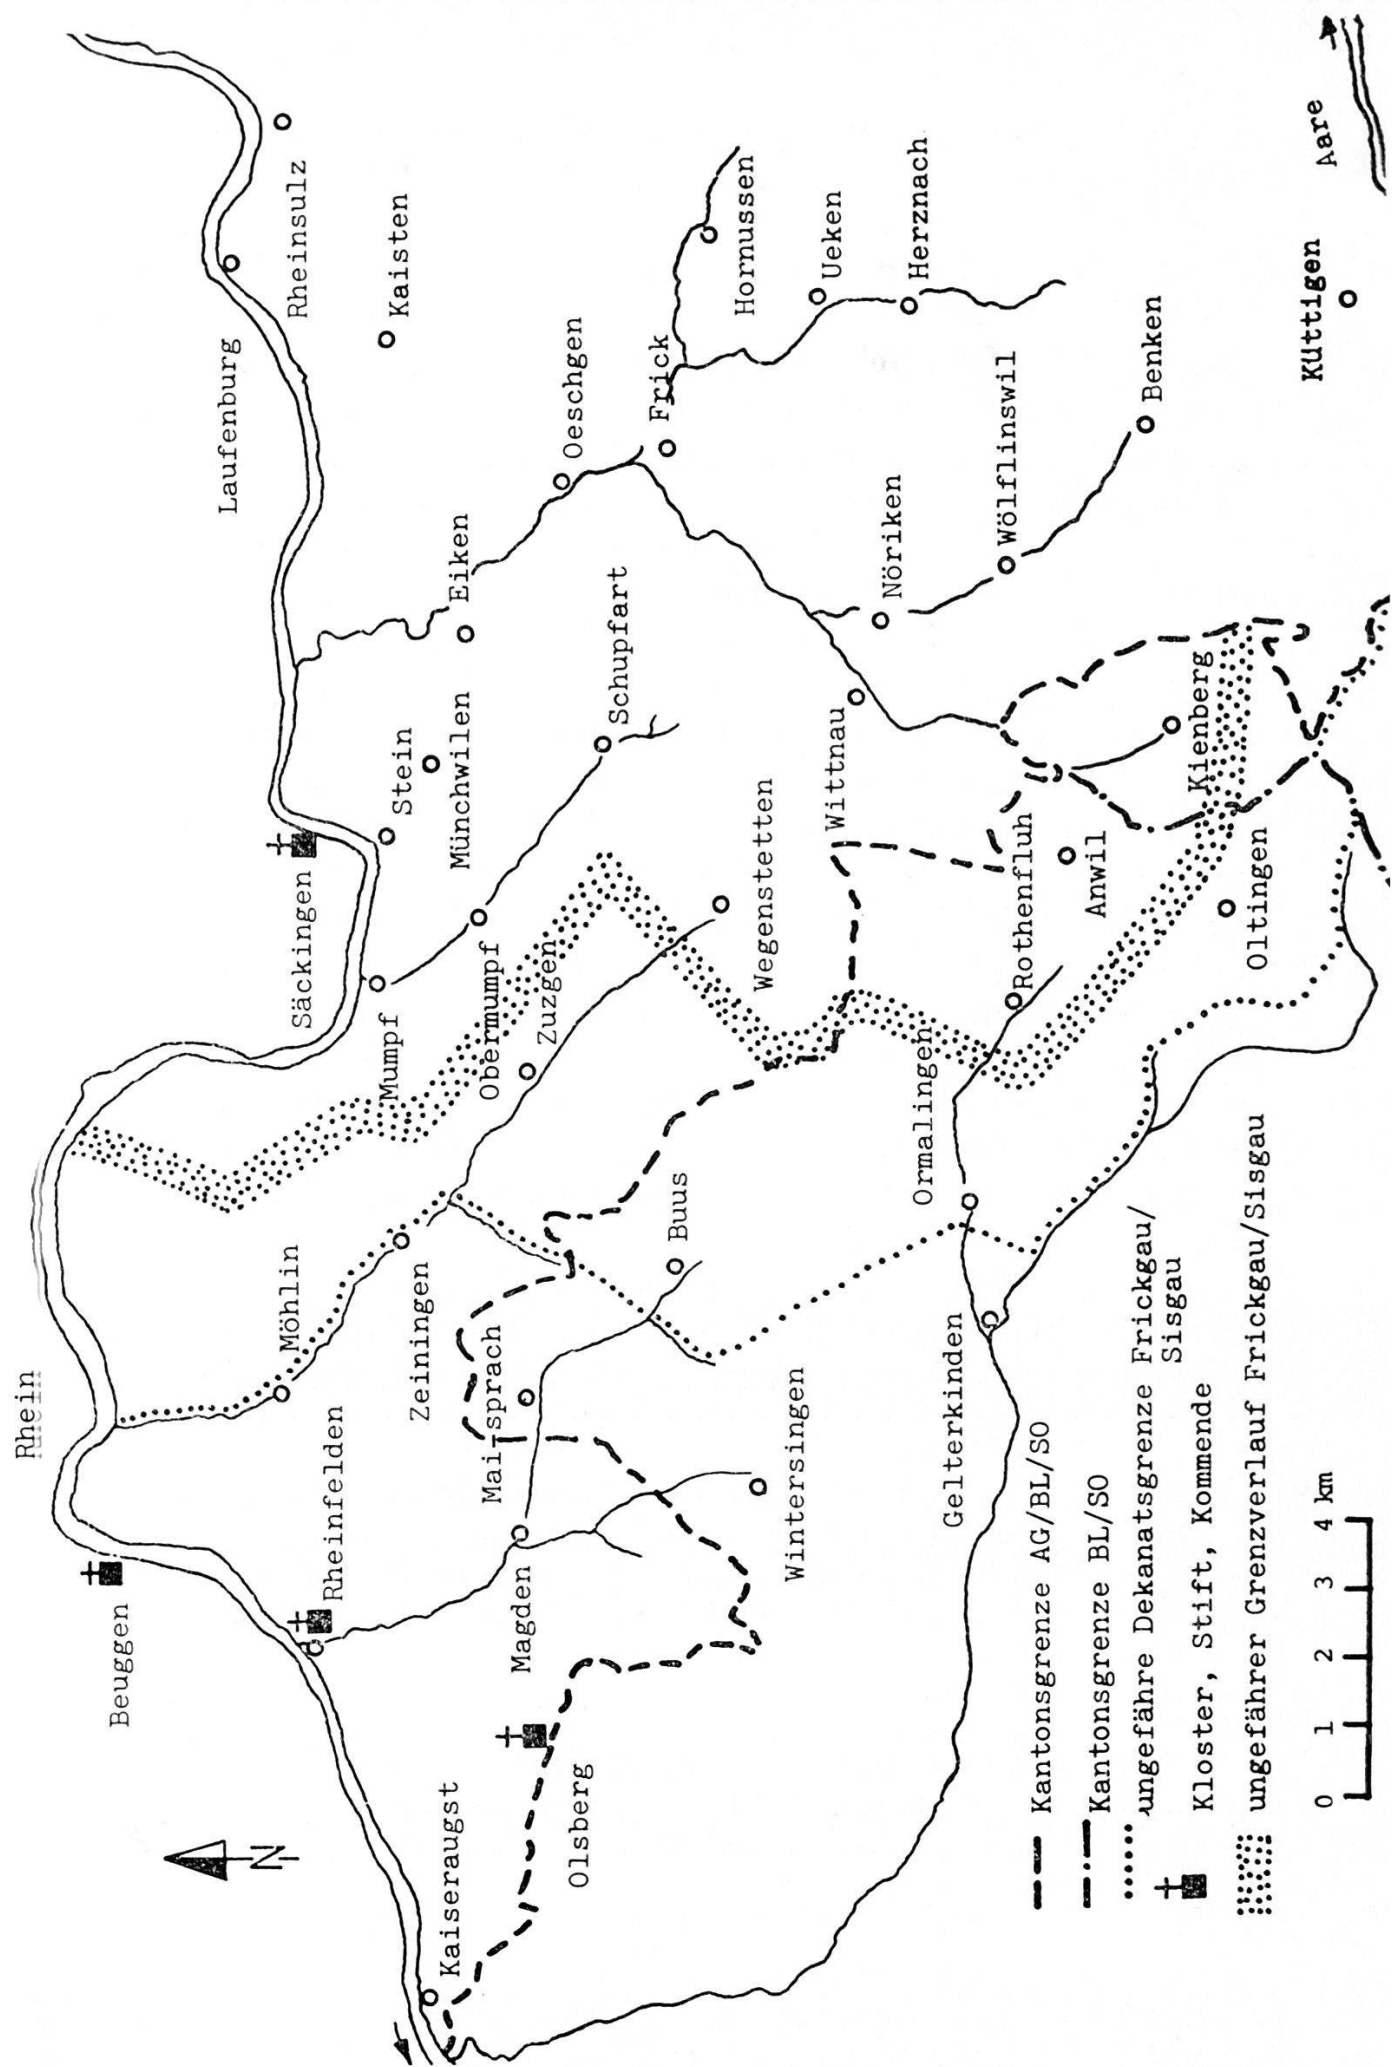 Rhein
Beuggen
Rheinfelden
Möhlin
Säckingen
Laufenburg
Rheinsulz
Kaisten
Stein
Münchwilen
Eiken
Oeschgen
Frick
Hornussen
Ueken
Herznach
Mumpf
Obermumpf
Schupfart
Zuzgen
Wegenstetten
Zeiningen
Mai-sprach
Buus
Magden
Wintersingen
Olsberg
Kaiseraugst
N
Wittnau
Nöriken
Wölflinswil
Benken
Küttigen
Aare
Kienberg
Anwil
Oltingen
Rothenfluh
Ormalingen
Gelterkinden
Kantonsgrenze AG/BL/SO
Kantonsgrenze BL/SO
ungefähre Dekanatsgrenze Frickgau/
Sisgau
Kloster, Stift, Kommende
ungefährer Grenzverlauf Frickgau/Sisgau
0 1 2 3 4 km